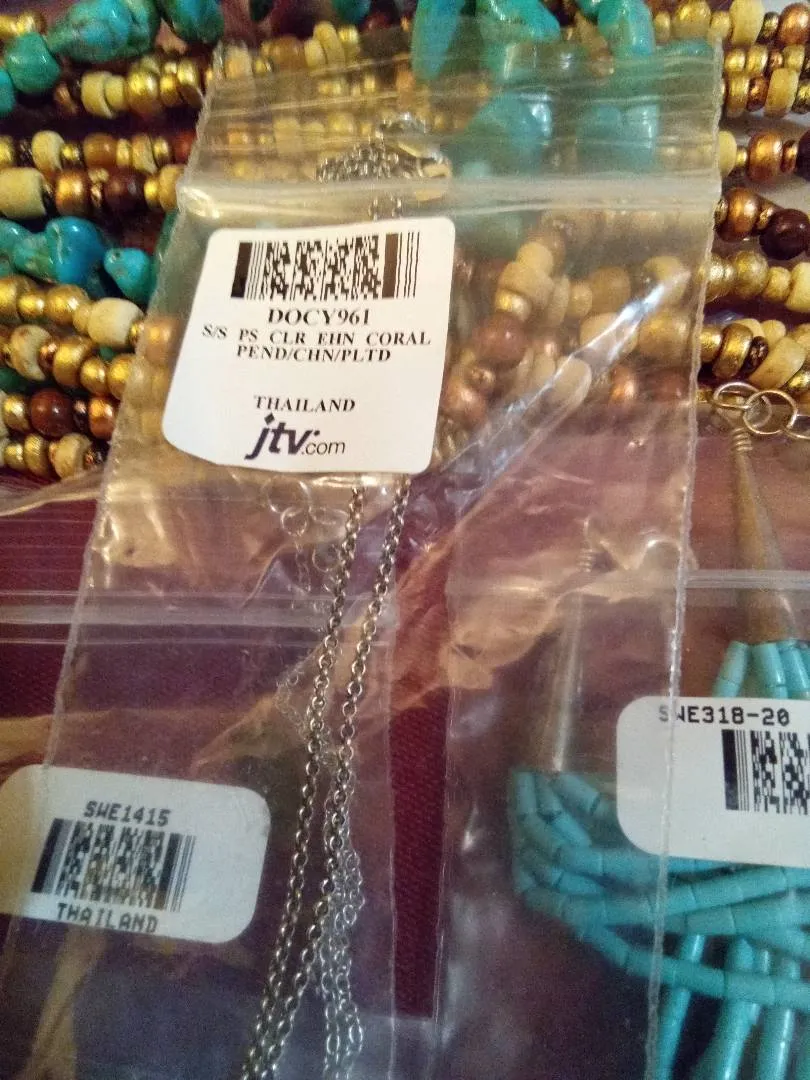 DOCY961
S/S PS CLR EHN CORAL
PEND/CHN/PLTD
THAILAND
jtv.com
SWE318-20
SWE1415
THAILAND